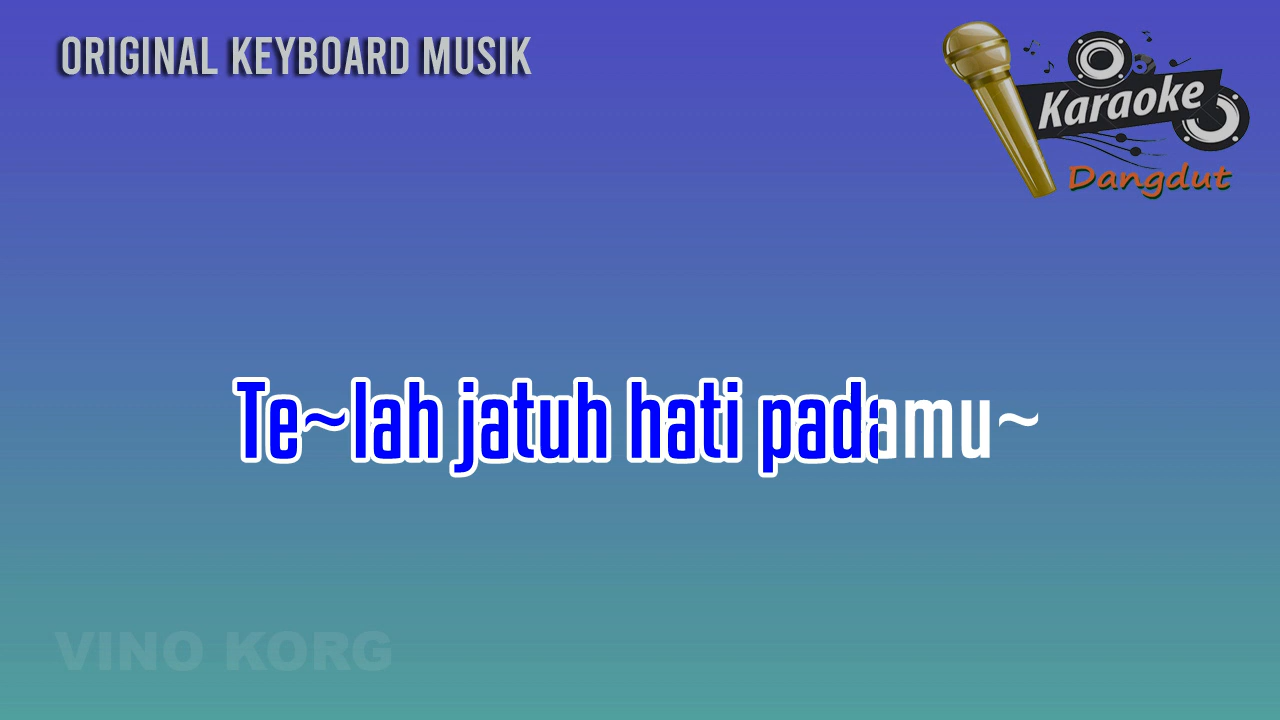 ORIGINAL KEYBOARD MUSIK
Karaoke
Dangdut
Te~lah jatuh hati padamu~
VINO KORG